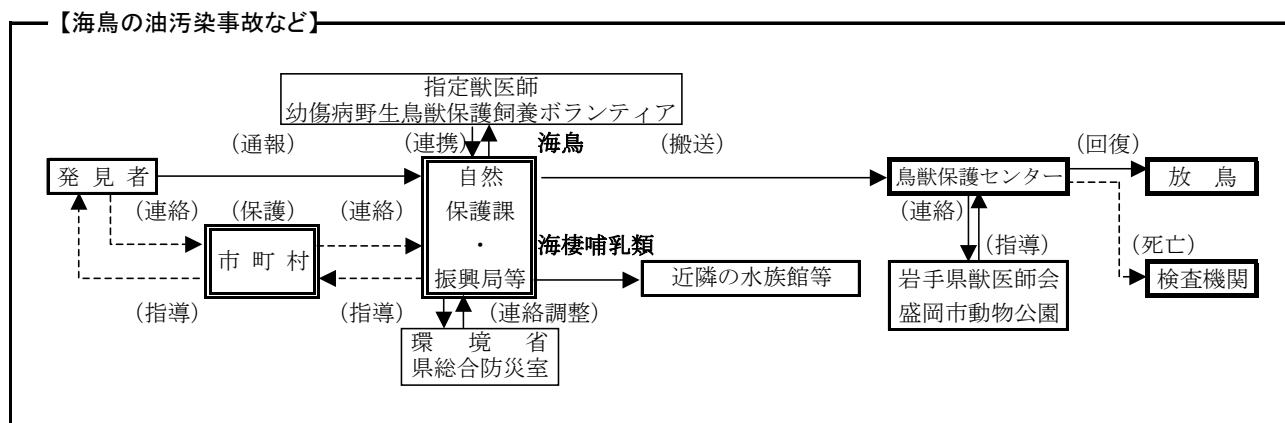 【海鳥の油汚染事故など】
指定獣医師
幼傷病野生鳥獣保護飼養ボランティア
(通報)
(連携)
海鳥
(搬送)
(回復)
発見者
自然
保護課
・
振興局等
鳥獣保護センター
放鳥
(連絡)
(保護)
(連絡)
(連絡)
市町村
海棲哺乳類
(指導)
(死亡)
近隣の水族館等
岩手県獣医師会
盛岡市動物公園
検査機関
(指導)
(指導)
(連絡調整)
環境省
県総合防災室